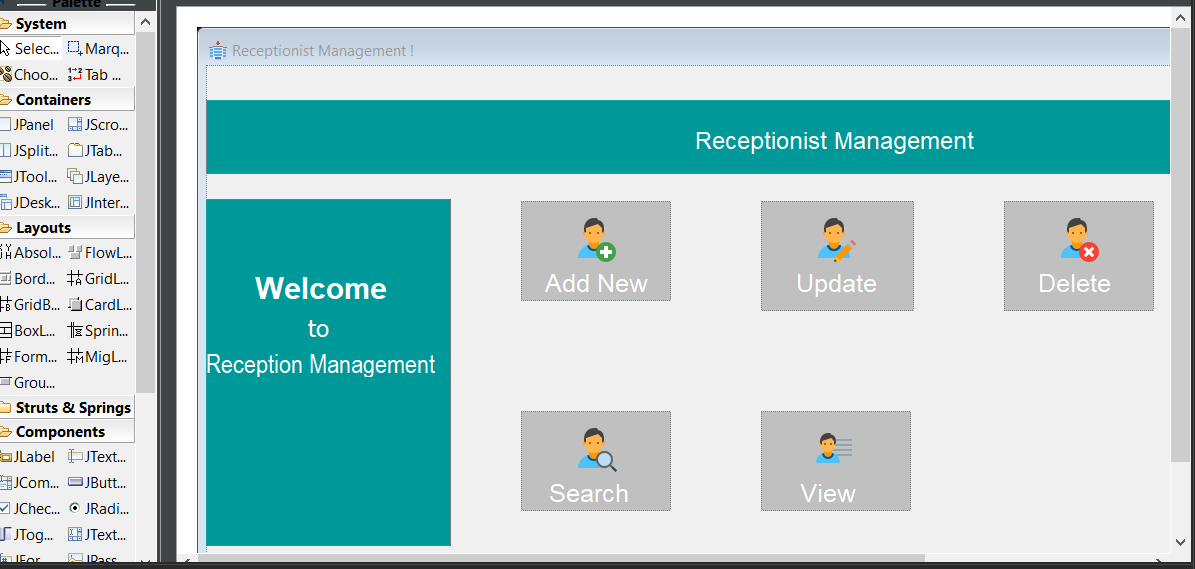 Palette
System
Selec... Marq...
Choo... Tab ...
Containers
JPanel JScro...
JSplit... JTab...
JTool... JLaye...
JDesk... JInter...
Layouts
Absol... FlowL...
Bord... GridL...
GridB... CardL...
BoxL... Sprin...
Form... MigL...
Grou...
Struts & Springs
Components
JLabel JText...
JCom... JButt...
JChec... JRadi...
JTog... JText...
JFor... JPass...
Receptionist Management !
Receptionist Management
Welcome
to
Reception Management
Add New
Update
Delete
Search
View